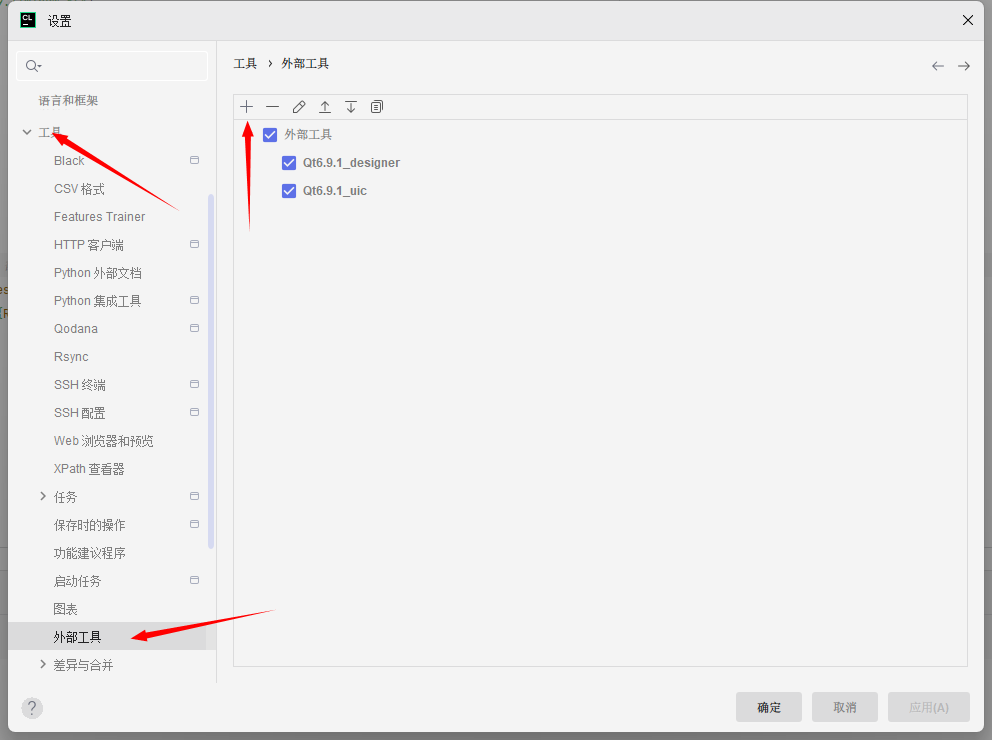 CL
设置
语言和框架
工具
Black
CSV 格式
Features Trainer
HTTP 客户端
Python 外部文档
Python 集成工具
Qodana
Rsync
SSH 终端
SSH 配置
Web 浏览器和预览
XPath 查看器
任务
保存时的操作
功能建议程序
启动任务
图表
外部工具
差异与合并
?
工具 › 外部工具
外部工具
Qt6.9.1_designer
Qt6.9.1_uic
确定
取消
应用(A)